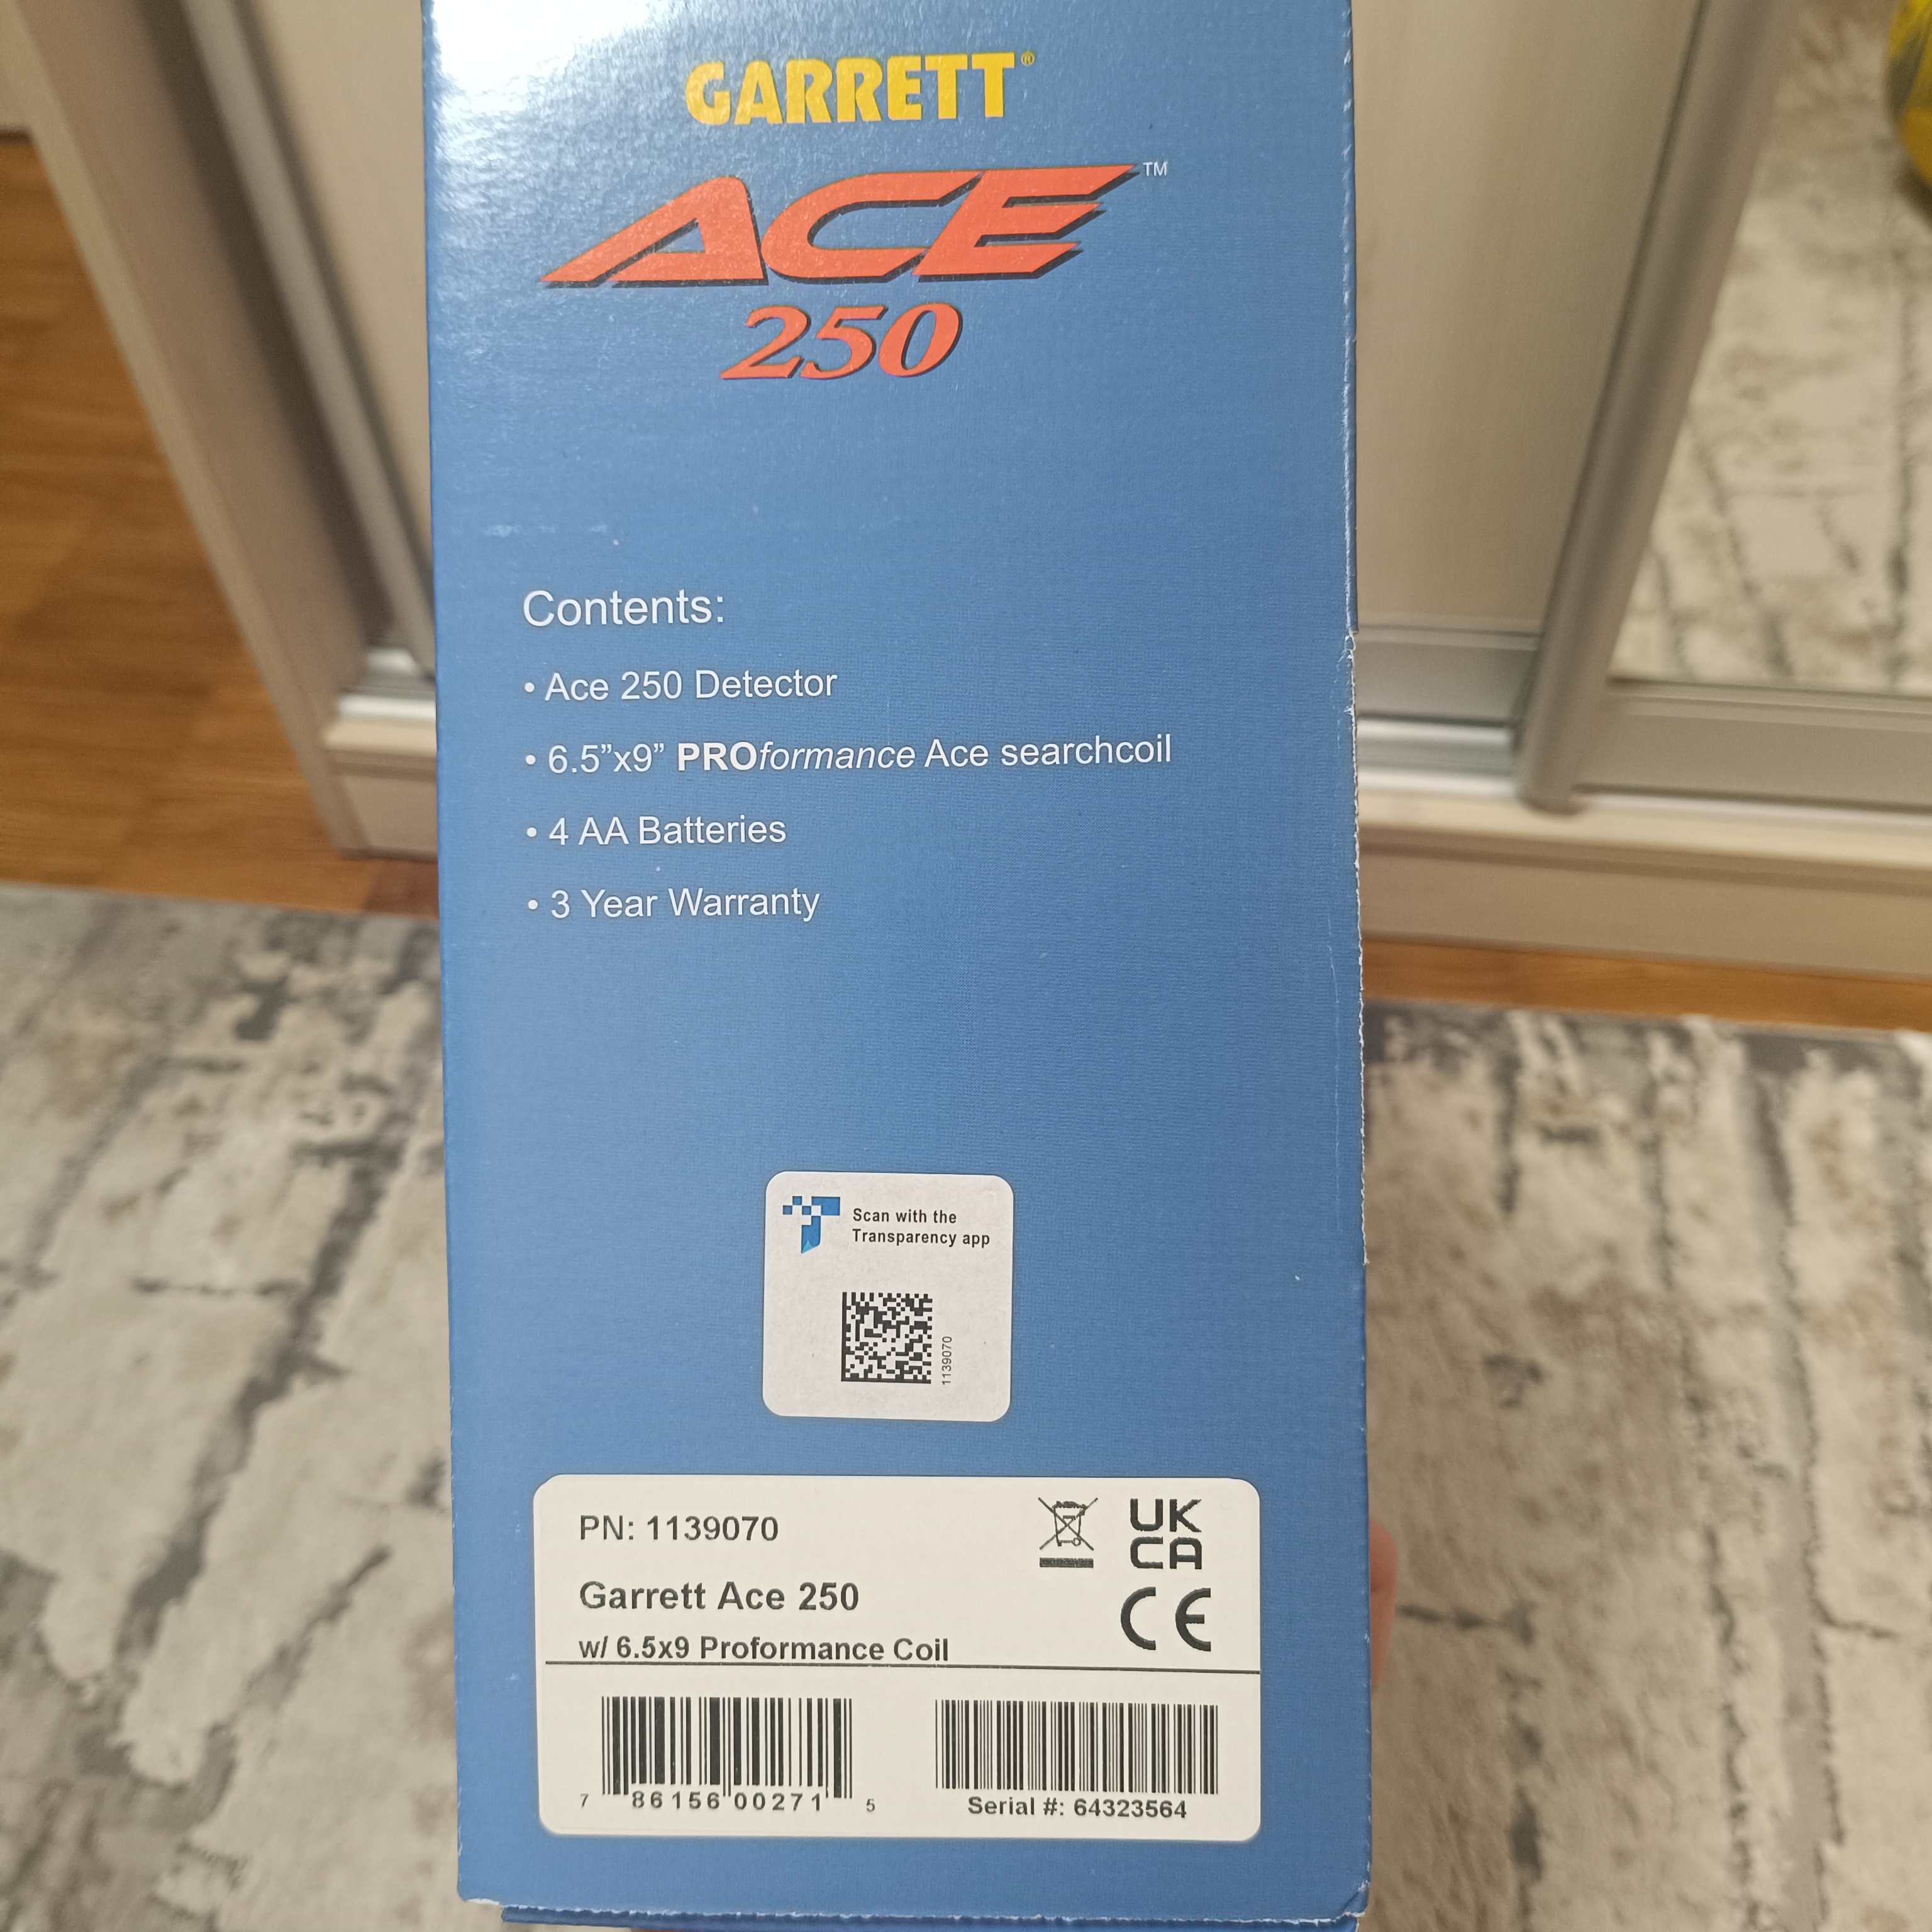 GARRETT®
ACE™
250
Contents:
• Ace 250 Detector
• 6.5”x9” PROformance Ace searchcoil
• 4 AA Batteries
• 3 Year Warranty
Scan with the
Transparency app
1139070
PN: 1139070
UK
CA
Garrett Ace 250
CE
w/ 6.5x9 Proformance Coil
7 86156 00271 5
Serial #: 64323564